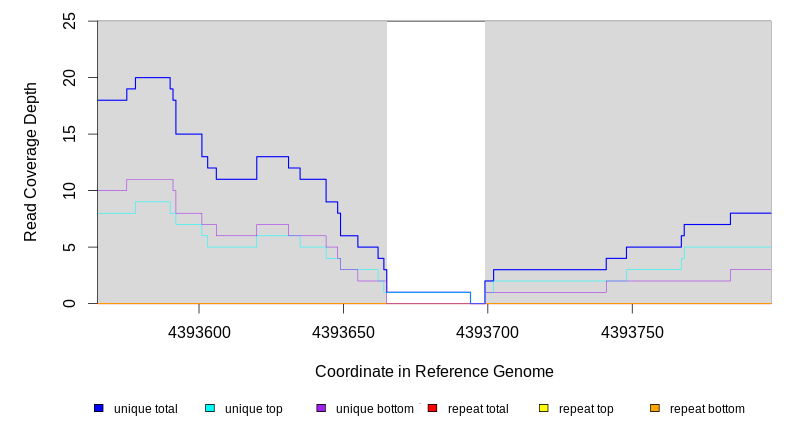 25
20
15
10
5
0
Read Coverage Depth
4393600 4393650 4393700 4393750
Coordinate in Reference Genome
unique total unique top unique bottom repeat total repeat top repeat bottom